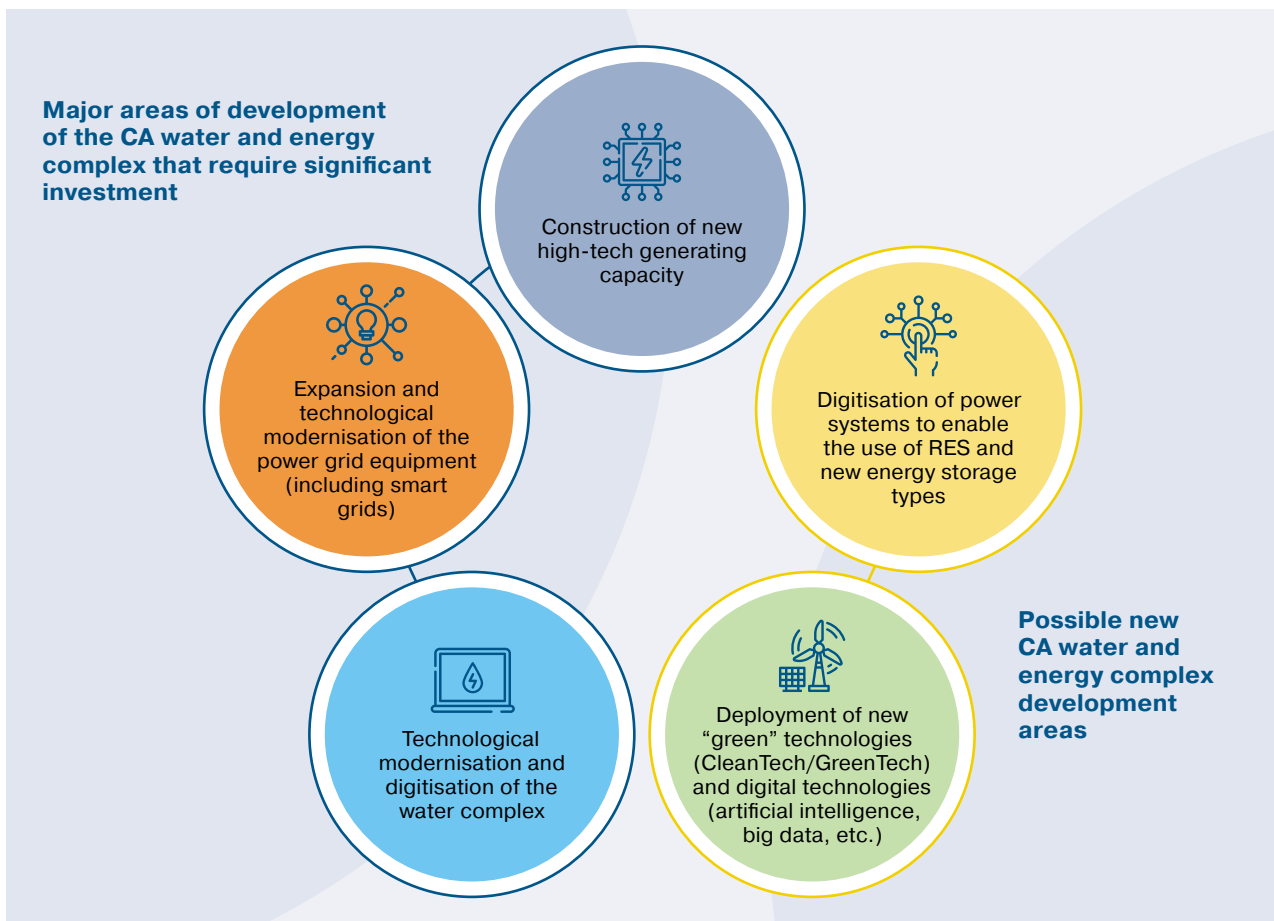 Major areas of development
of the CA water and energy
complex that require significant
investment
Construction of new
high-tech generating
capacity
Expansion and
technological
modernisation of the
power grid equipment
(including smart
grids)
Digitisation of power
systems to enable
the use of RES and
new energy storage
types
Technological
modernisation and
digitisation of the
water complex
Deployment of new
“green” technologies
(CleanTech/GreenTech)
and digital technologies
(artificial intelligence,
big data, etc.)
Possible new
CA water and
energy complex
development
areas